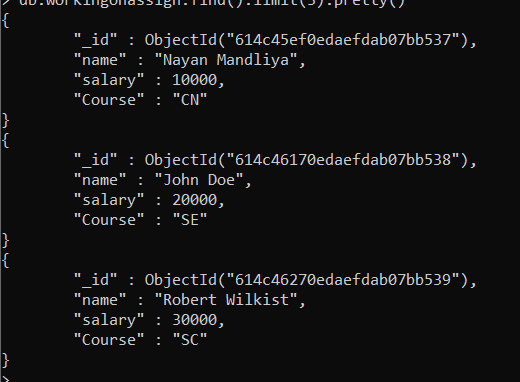 > db.workingonassign.find().limit(3).pretty()
{
"_id" : ObjectId("614c45ef0edaefdab07bb537"),
"name" : "Nayan Mandliya",
"salary" : 10000,
"Course" : "CN"
}
{
"_id" : ObjectId("614c46170edaefdab07bb538"),
"name" : "John Doe",
"salary" : 20000,
"Course" : "SE"
}
{
"_id" : ObjectId("614c46270edaefdab07bb539"),
"name" : "Robert Wilkist",
"salary" : 30000,
"Course" : "SC"
}
>